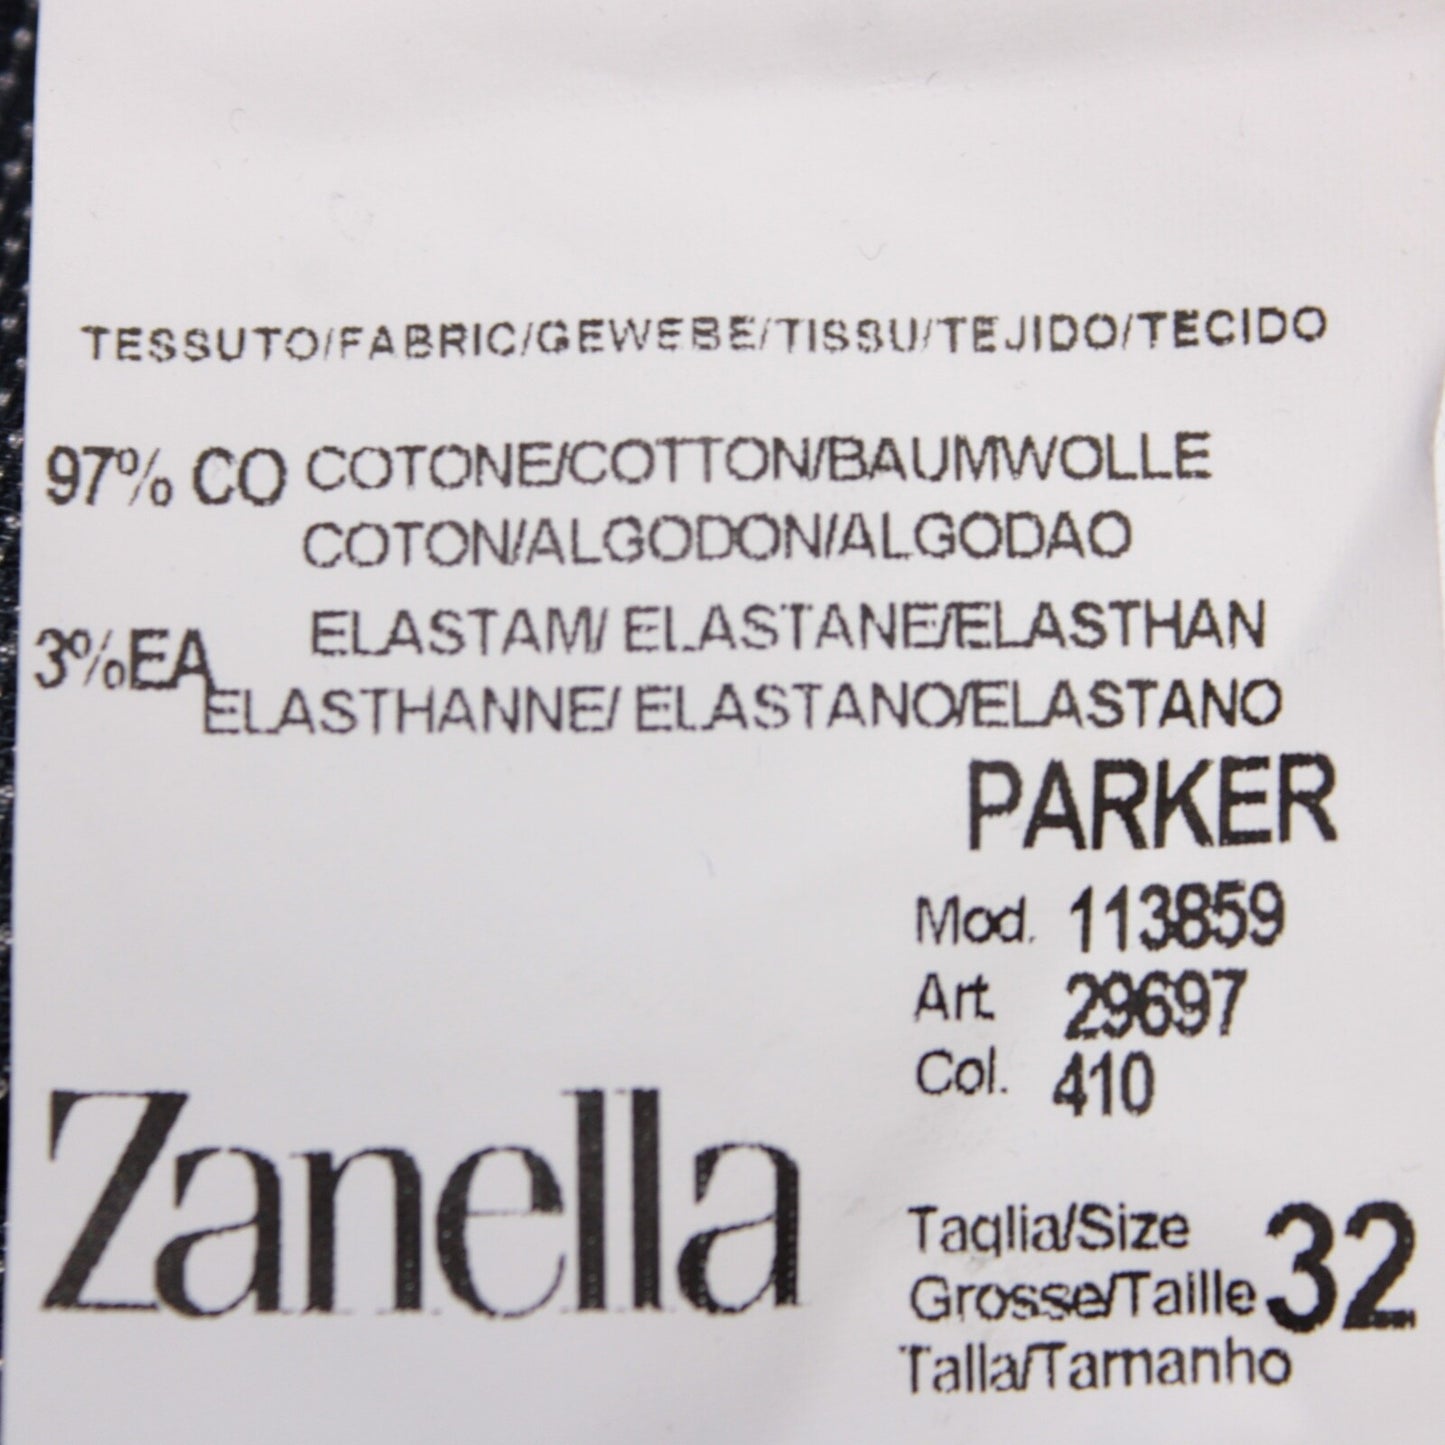 TESSUTO/FABRIC/GEWEBE/TISSU/TEJIDO/TECIDO
97% CO COTONE/COTTON/BAUMWOLLE
COTON/ALGODON/ALGODAO
3%EA ELASTAM/ ELASTANE/ELASTHAN
ELASTHANNE/ ELASTANO/ELASTANO
PARKER
Mod. 113859
Art. 29697
Col. 410
Zanella
Taglia/Size
Grosse/Taille 32
Talla/Tamanho